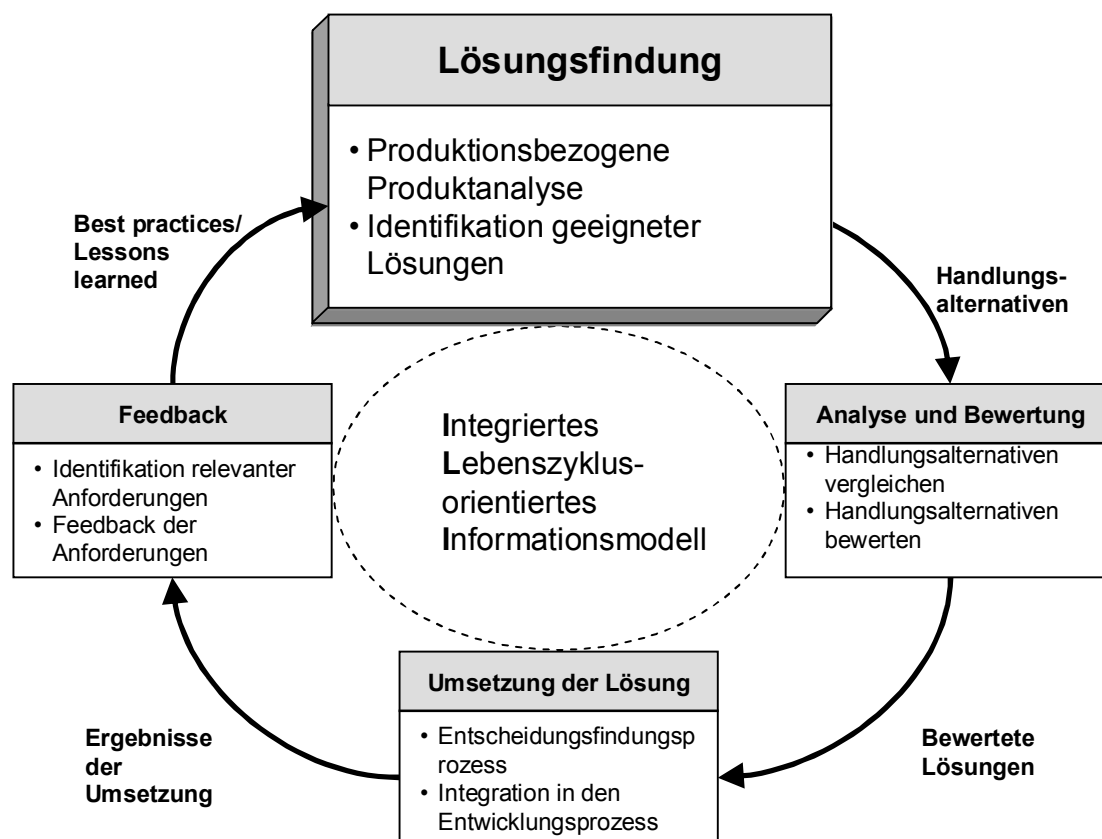 Lösungsfindung
• Produktionsbezogene
Produktanalyse
• Identifikation geeigneter
Lösungen
Best practices/
Lessons
learned
Handlungs-
alternativen
Feedback
• Identifikation relevanter
Anforderungen
• Feedback der
Anforderungen
Integriertes
Lebenszyklus-
orientiertes
Informationsmodell
Analyse und Bewertung
• Handlungsalternativen
vergleichen
• Handlungsalternativen
bewerten
Umsetzung der Lösung
• Entscheidungsfindungsp
rozess
• Integration in den
Entwicklungsprozess
Ergebnisse
der
Umsetzung
Bewertete
Lösungen